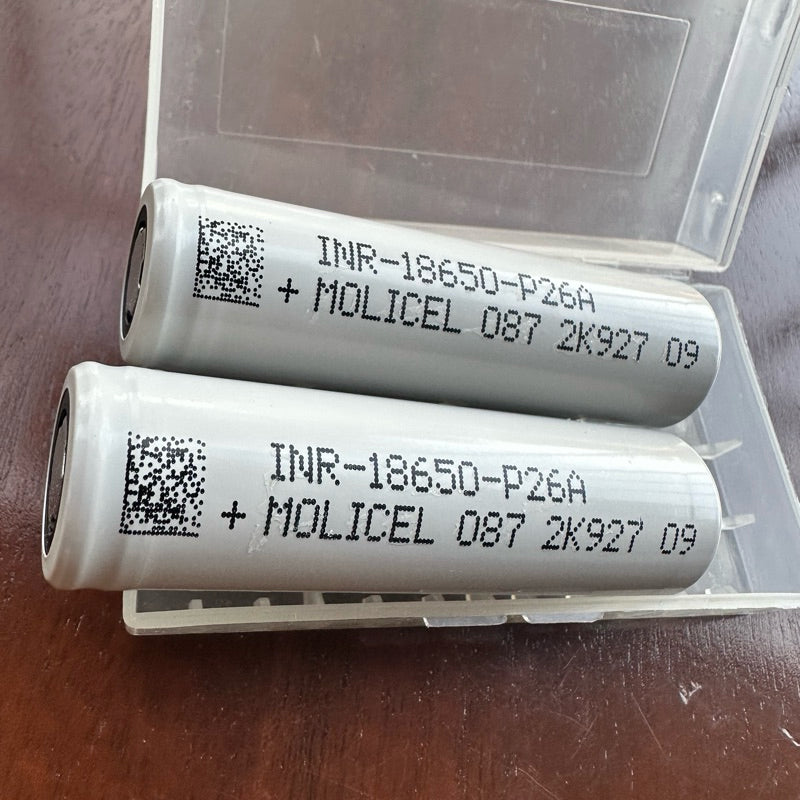 INR-18650-P26A
+ MOLICEL 087 2K927 09
INR-18650-P26A
+ MOLICEL 087 2K927 09